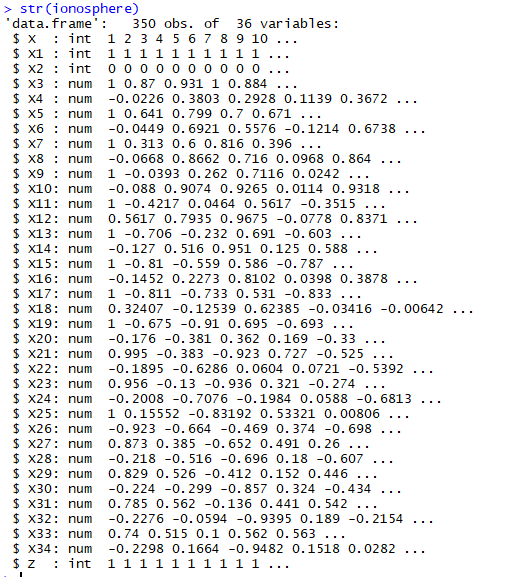 > str(ionosphere)
'data.frame':   350 obs. of  36 variables:
 $ X  : int  1 2 3 4 5 6 7 8 9 10 ...
 $ X1 : int  1 1 1 1 1 1 1 1 1 1 ...
 $ X2 : int  0 0 0 0 0 0 0 0 0 0 ...
 $ X3 : num  1 0.87 0.931 1 0.884 ...
 $ X4 : num  -0.0226 0.3803 0.2928 0.1139 0.3672 ...
 $ X5 : num  1 0.641 0.799 0.7 0.671 ...
 $ X6 : num  -0.0449 0.6921 0.5576 -0.1214 0.6738 ...
 $ X7 : num  1 0.313 0.6 0.816 0.396 ...
 $ X8 : num  -0.0668 0.8662 0.716 0.0968 0.864 ...
 $ X9 : num  1 -0.0393 0.262 0.7116 0.0242 ...
 $ X10: num  -0.088 0.9074 0.9265 0.0114 0.9318 ...
 $ X11: num  1 -0.4217 0.0464 0.5617 -0.3515 ...
 $ X12: num  0.5617 0.7935 0.9675 -0.0778 0.8371 ...
 $ X13: num  1 -0.706 -0.232 0.691 -0.603 ...
 $ X14: num  -0.127 0.516 0.951 0.125 0.588 ...
 $ X15: num  1 -0.81 -0.559 0.586 -0.787 ...
 $ X16: num  -0.1452 0.2273 0.8102 0.0398 0.3878 ...
 $ X17: num  1 -0.811 -0.733 0.531 -0.833 ...
 $ X18: num  0.32407 -0.12539 0.62385 -0.03416 -0.00642 ...
 $ X19: num  1 -0.675 -0.91 0.695 -0.693 ...
 $ X20: num  -0.176 -0.381 0.362 0.169 -0.33 ...
 $ X21: num  0.995 -0.383 -0.923 0.727 -0.525 ...
 $ X22: num  -0.1895 -0.6286 0.0604 0.0721 -0.5392 ...
 $ X23: num  0.956 -0.13 -0.936 0.321 -0.274 ...
 $ X24: num  -0.2008 -0.7076 -0.1984 0.0588 -0.6813 ...
 $ X25: num  1 0.15552 -0.83192 0.53321 0.00806 ...
 $ X26: num  -0.923 -0.664 -0.469 0.374 -0.698 ...
 $ X27: num  0.873 0.385 -0.652 0.491 0.26 ...
 $ X28: num  -0.218 -0.516 -0.696 0.18 -0.607 ...
 $ X29: num  0.829 0.526 -0.412 0.152 0.446 ...
 $ X30: num  -0.224 -0.299 -0.857 0.324 -0.434 ...
 $ X31: num  0.785 0.562 -0.136 0.441 0.542 ...
 $ X32: num  -0.2276 -0.0594 -0.9395 0.189 -0.2154 ...
 $ X33: num  0.74 0.515 0.1 0.562 0.563 ...
 $ X34: num  -0.2298 0.1664 -0.9482 0.1518 0.0282 ...
 $ Z  : int  1 1 1 1 1 1 1 1 1 1 ...